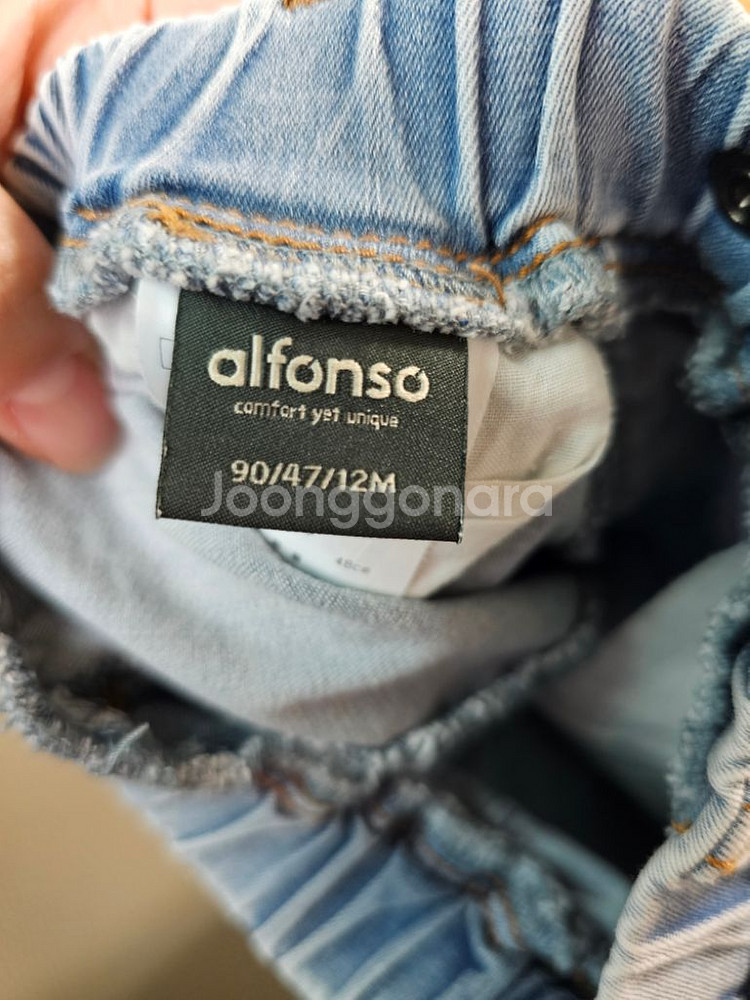 alfonso
comfort yet unique
90/47/12M
Joonggonara